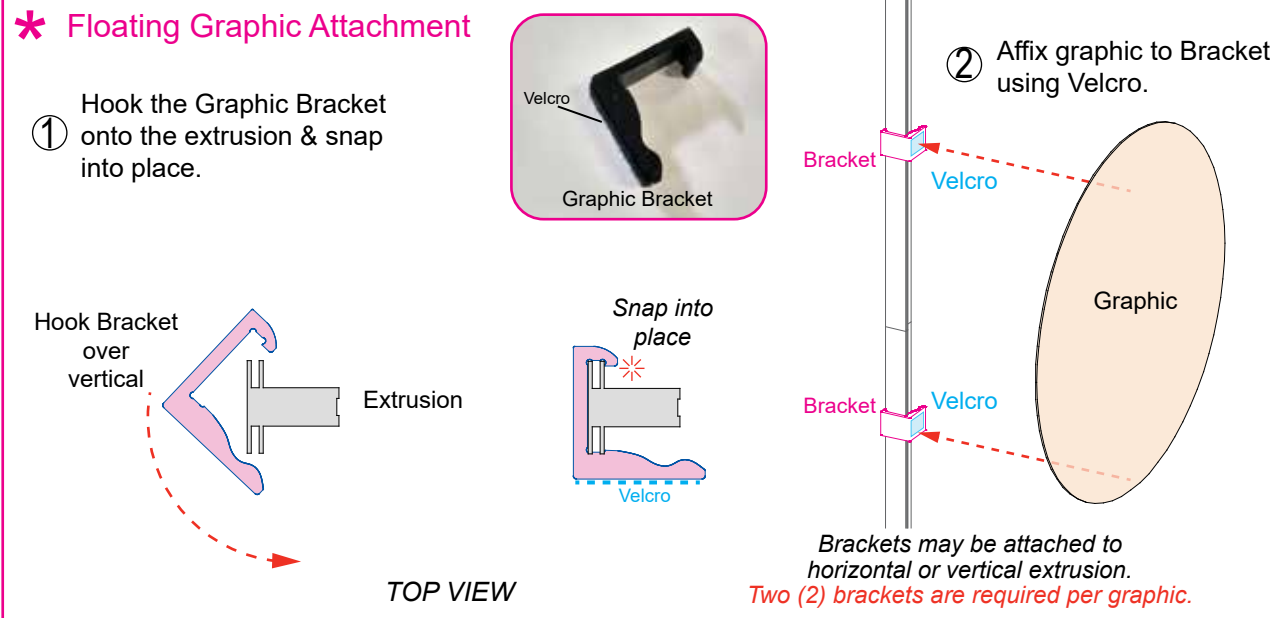 * Floating Graphic Attachment
① Hook the Graphic Bracket
onto the extrusion & snap
into place.
Velcro
Graphic Bracket
② Affix graphic to Bracket
using Velcro.
Bracket
Velcro
Graphic
Bracket
Velcro
Hook Bracket
over
vertical
Extrusion
Snap into
place
Velcro
TOP VIEW
Brackets may be attached to
horizontal or vertical extrusion.
Two (2) brackets are required per graphic.